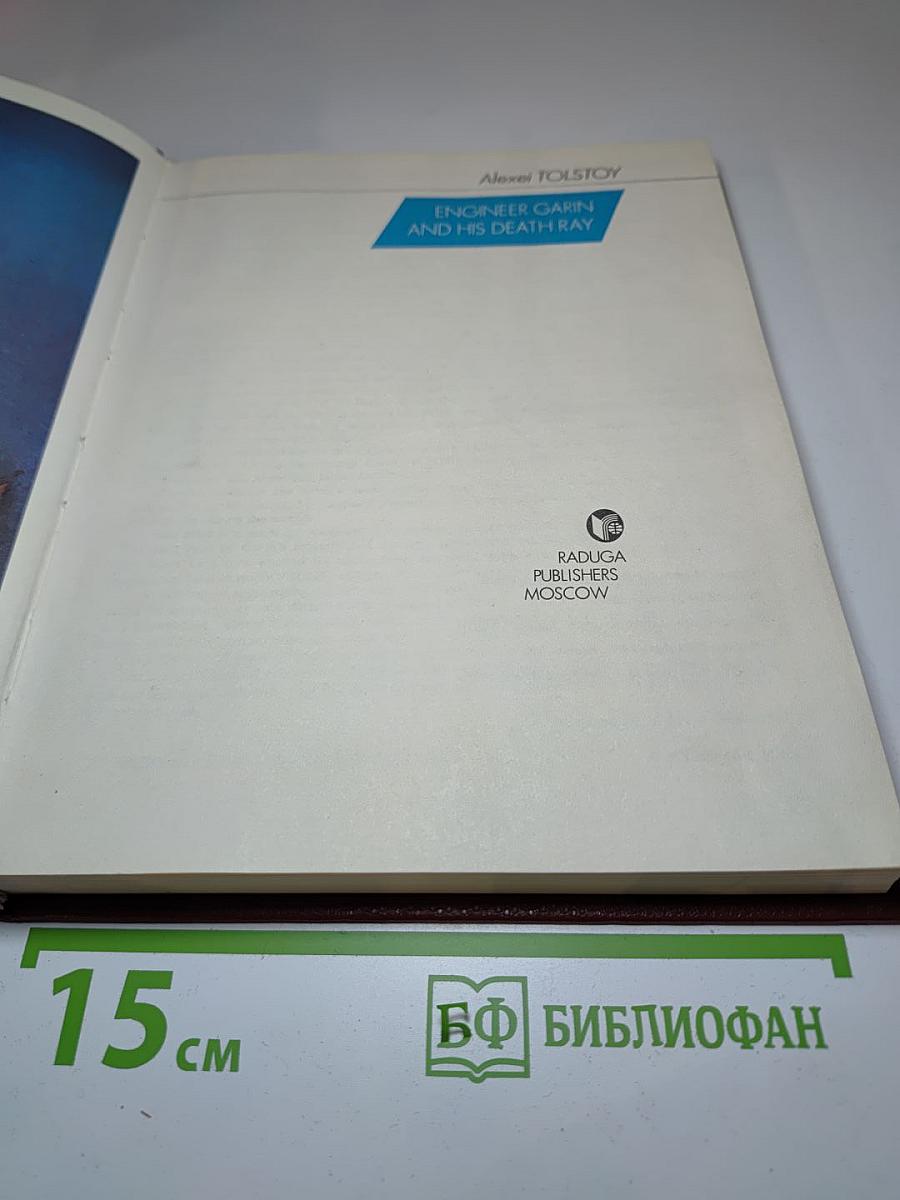 Alexei TOLSTOY
ENGINEER GARIN
AND HIS DEATH RAY
RADUGA
PUBLISHERS
MOSCOW
15 см
БФ БИБЛИОФАН